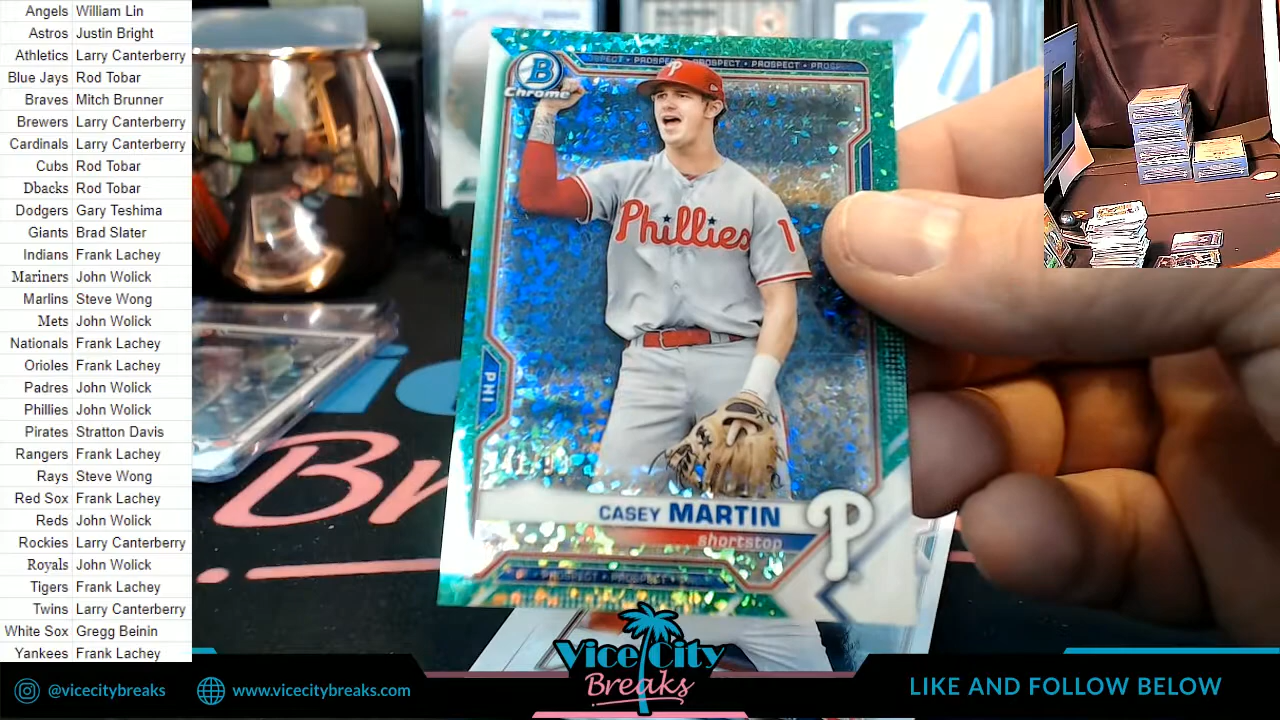 Angels William Lin
Astros Justin Bright
Athletics Larry Canterberry
Blue Jays Rod Tobar
Braves Mitch Brunner
Brewers Larry Canterberry
Cardinals Larry Canterberry
Cubs Rod Tobar
Dbacks Rod Tobar
Dodgers Gary Teshima
Giants Brad Slater
Indians Frank Lachey
Mariners John Wolick
Marlins Steve Wong
Mets John Wolick
Nationals Frank Lachey
Orioles Frank Lachey
Padres John Wolick
Phillies John Wolick
Pirates Stratton Davis
Rangers Frank Lachey
Rays Steve Wong
Red Sox Frank Lachey
Reds John Wolick
Rockies Larry Canterberry
Royals John Wolick
Tigers Frank Lachey
Twins Larry Canterberry
White Sox Gregg Beinin
Yankees Frank Lachey
PROSPECT • PROSPECT • PROSPECT
B
Chrome
P
Phillies 1
PHI
CASEY MARTIN
shortstop
P
PROSPECT • PROSPECT
Br
Vice City
Breaks
@vicecitybreaks
www.vicecitybreaks.com
LIKE AND FOLLOW BELOW